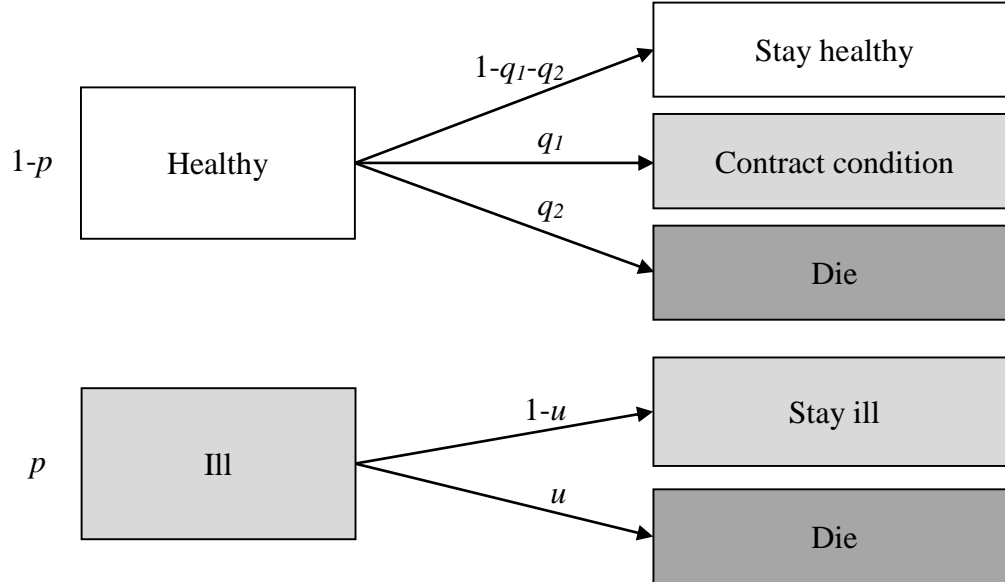 Stay healthy
1-q1-q2
1-p
Healthy
q1
Contract condition
q2
Die
1-u
Stay ill
p
Ill
u
Die